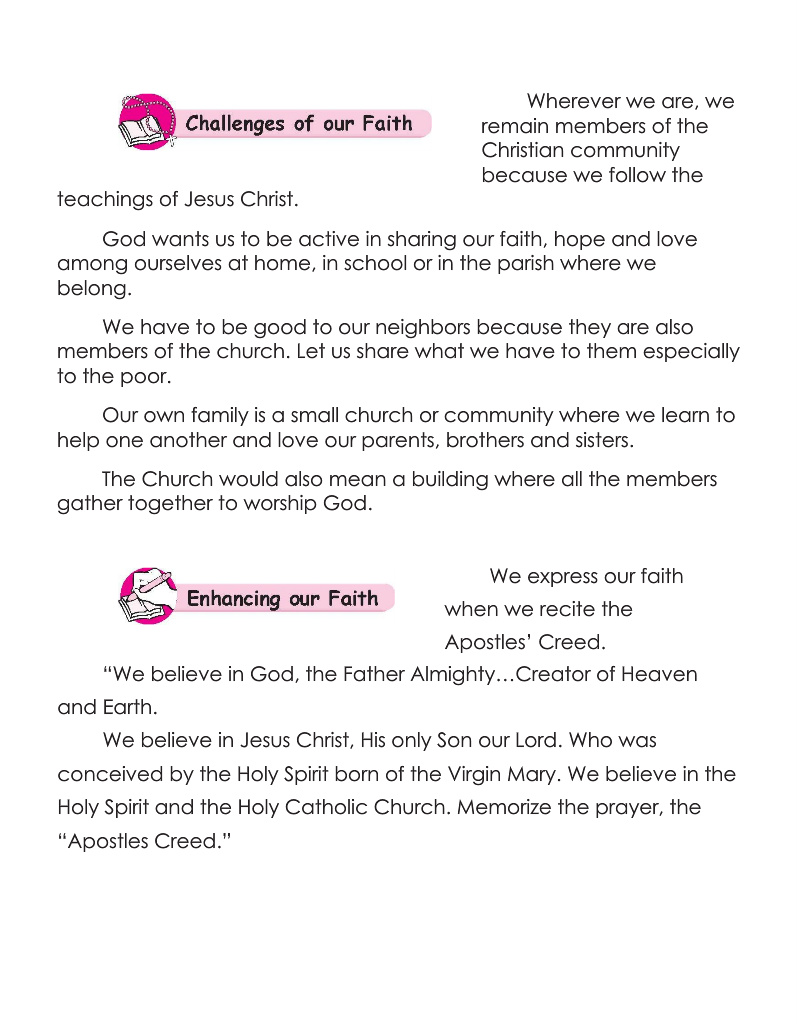 Challenges of our Faith
Wherever we are, we
remain members of the
Christian community
because we follow the
teachings of Jesus Christ.
God wants us to be active in sharing our faith, hope and love
among ourselves at home, in school or in the parish where we
belong.
We have to be good to our neighbors because they are also
members of the church. Let us share what we have to them especially
to the poor.
Our own family is a small church or community where we learn to
help one another and love our parents, brothers and sisters.
The Church would also mean a building where all the members
gather together to worship God.
Enhancing our Faith
We express our faith
when we recite the
Apostles’ Creed.
“We believe in God, the Father Almighty…Creator of Heaven
and Earth.
We believe in Jesus Christ, His only Son our Lord. Who was
conceived by the Holy Spirit born of the Virgin Mary. We believe in the
Holy Spirit and the Holy Catholic Church. Memorize the prayer, the
“Apostles Creed.”